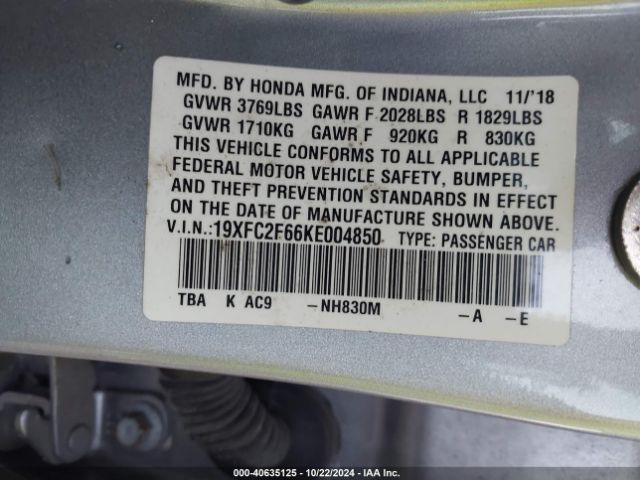 MFD. BY HONDA MFG. OF INDIANA, LLC 11/'18
GVWR 3769LBS GAWR F 2028LBS R 1829LBS
GVWR 1710KG GAWR F 920KG R 830KG
THIS VEHICLE CONFORMS TO ALL APPLICABLE
FEDERAL MOTOR VEHICLE SAFETY, BUMPER,
AND THEFT PREVENTION STANDARDS IN EFFECT
ON THE DATE OF MANUFACTURE SHOWN ABOVE.
V.I.N.:19XFC2F66KE004850 TYPE: PASSENGER CAR
TBA K AC9 -NH830M -A -E
000-40635125 - 10/22/2024 - IAA Inc.